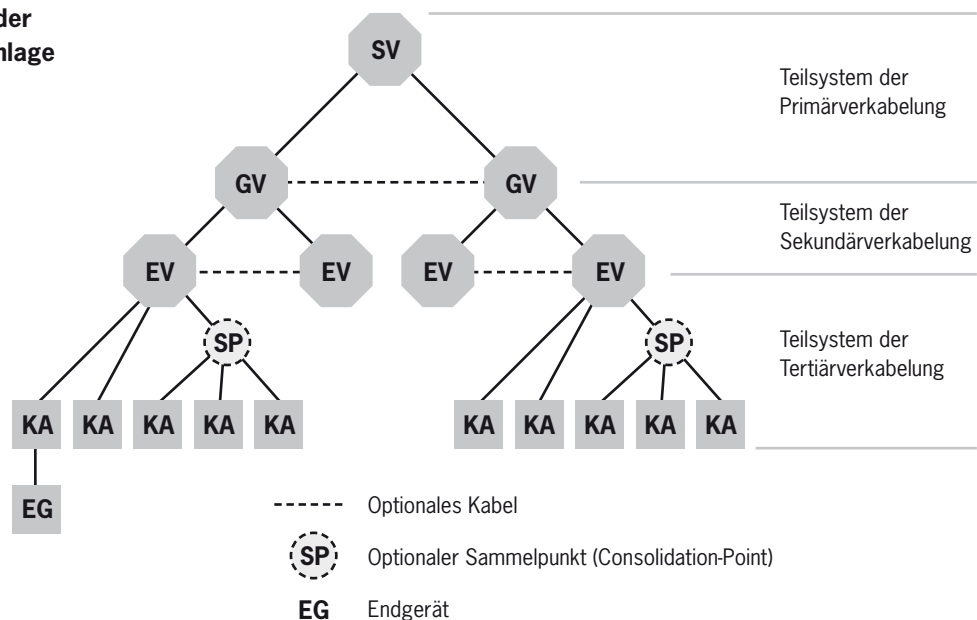 der
nlage
SV
Teilsystem der
Primärverkabelung
GV GV
Teilsystem der
Sekundärverkabelung
EV EV EV EV
SP SP
Teilsystem der
Tertiärverkabelung
KA KA KA KA KA KA KA KA KA KA
EG
Optionales Kabel
SP Optionaler Sammelpunkt (Consolidation-Point)
EG Endgerät